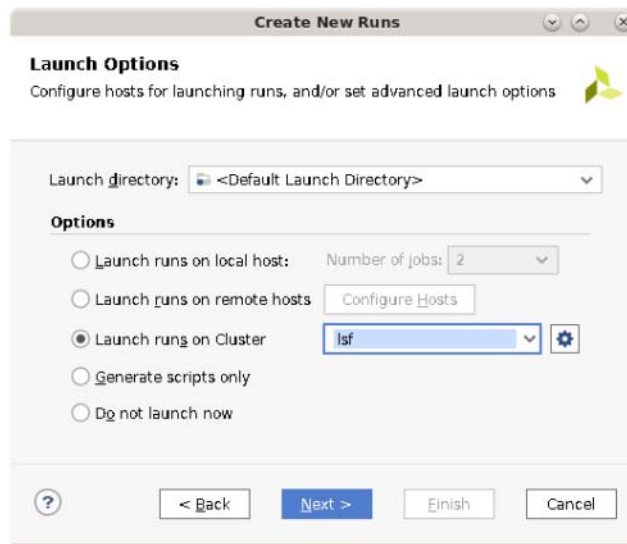 Create New Runs
Launch Options
Configure hosts for launching runs, and/or set advanced launch options
Launch directory: <Default Launch Directory>
Options
Launch runs on local host: Number of jobs: 2
Launch runs on remote hosts Configure Hosts
Launch runs on Cluster lsf
Generate scripts only
Do not launch now
? < Back Next > Finish Cancel